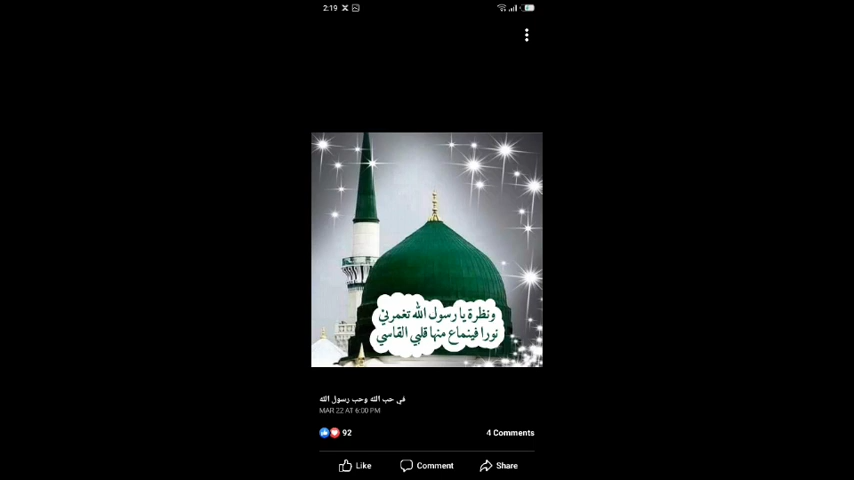 2:19
ونظرة يا رسول الله تغمرني
نورا فينماع منها قلبي القاسي
في حب الله وحب رسول الله
MAR 22 AT 6:00 PM
92
4 Comments
Like
Comment
Share